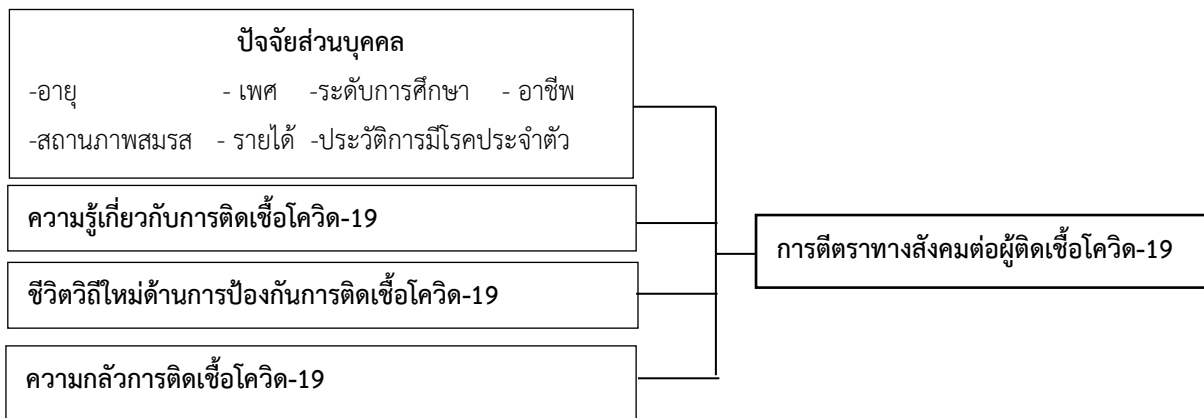 ปัจจัยส่วนบุคคล
-อายุ - เพศ -ระดับการศึกษา - อาชีพ
-สถานภาพสมรส - รายได้ -ประวัติการมีโรคประจำตัว
ความรู้เกี่ยวกับการติดเชื้อโควิด-19
การตีตราทางสังคมต่อผู้ติดเชื้อโควิด-19
ชีวิตวิถีใหม่ด้านการป้องกันการติดเชื้อโควิด-19
ความกลัวการติดเชื้อโควิด-19